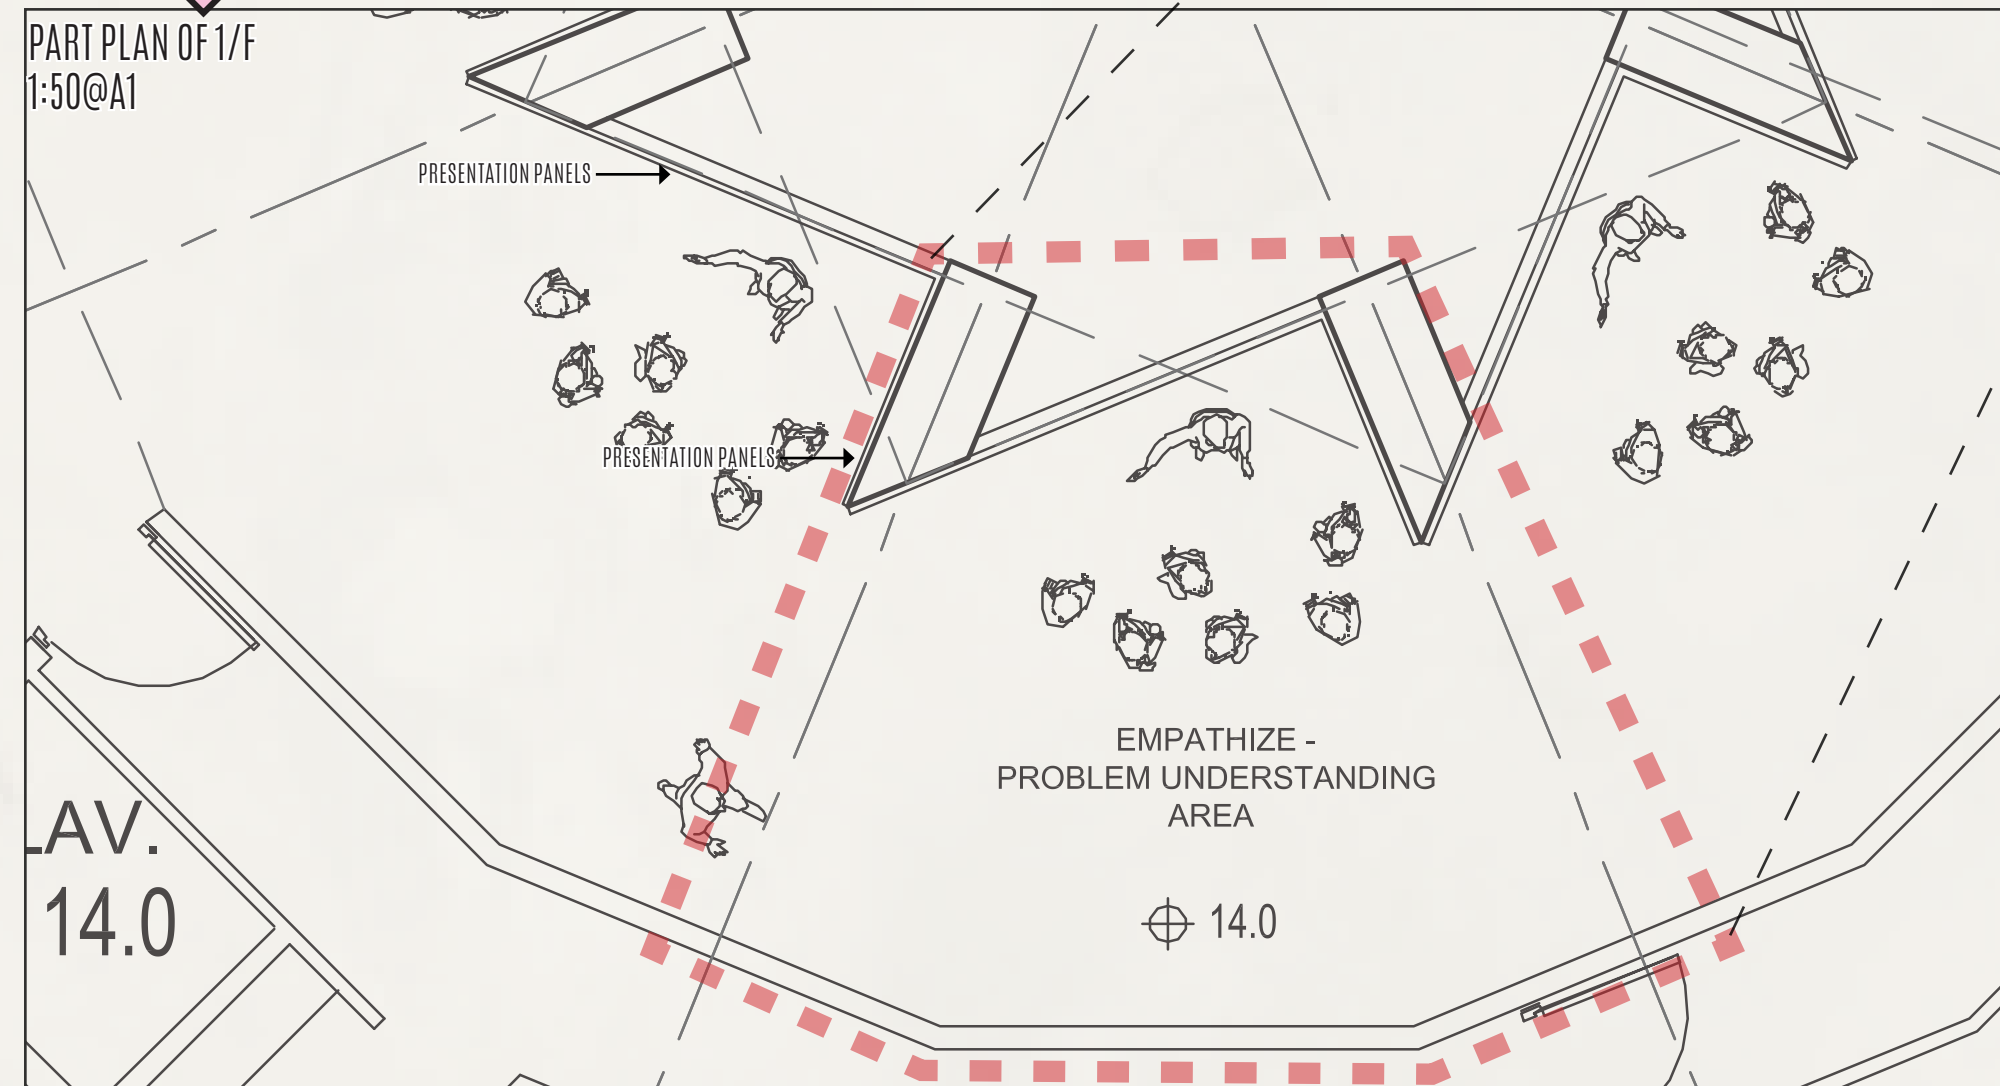 PART PLAN OF 1/F
1:50@A1
PRESENTATION PANELS
PRESENTATION PANELS
EMPATHIZE -
PROBLEM UNDERSTANDING
AREA
14.0
LAV.
14.0